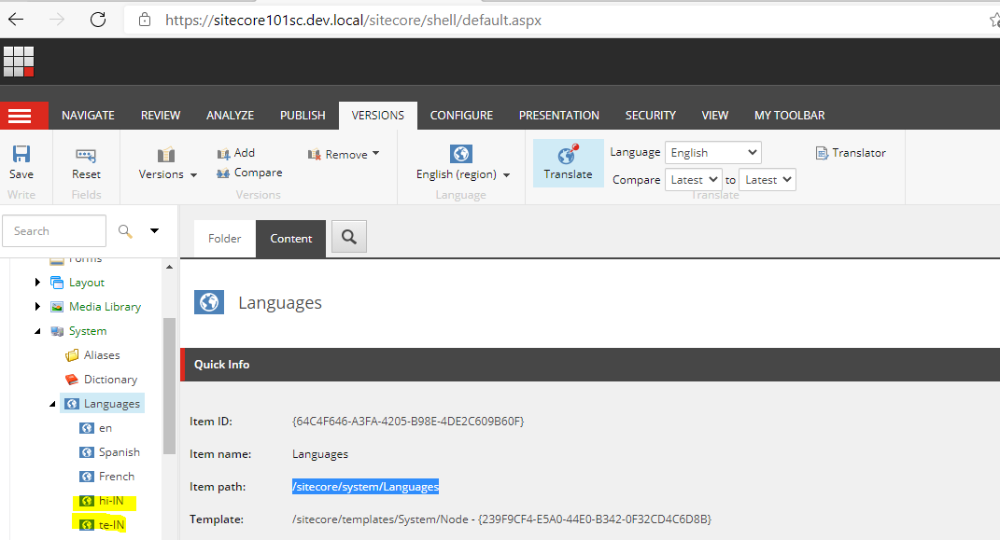 https://sitecore101sc.dev.local/sitecore/shell/default.aspx
NAVIGATE REVIEW ANALYZE PUBLISH VERSIONS CONFIGURE PRESENTATION SECURITY VIEW MY TOOLBAR
Save
Write
Reset
Fields
Versions
Add
Compare
Remove
Versions
English (region)
Language
Translate
Language English
Compare Latest to Latest
Translate
Translator
Search
Folder
Content
Forms
Layout
Media Library
System
Aliases
Dictionary
Languages
en
Spanish
French
hi-IN
te-IN
Languages
Quick Info
Item ID: {64C4F646-A3FA-4205-B98E-4DE2C609B60F}
Item name: Languages
Item path: /sitecore/system/Languages
Template: /sitecore/templates/System/Node - {239F9CF4-E5A0-44E0-B342-0F32CD4C6D8B}